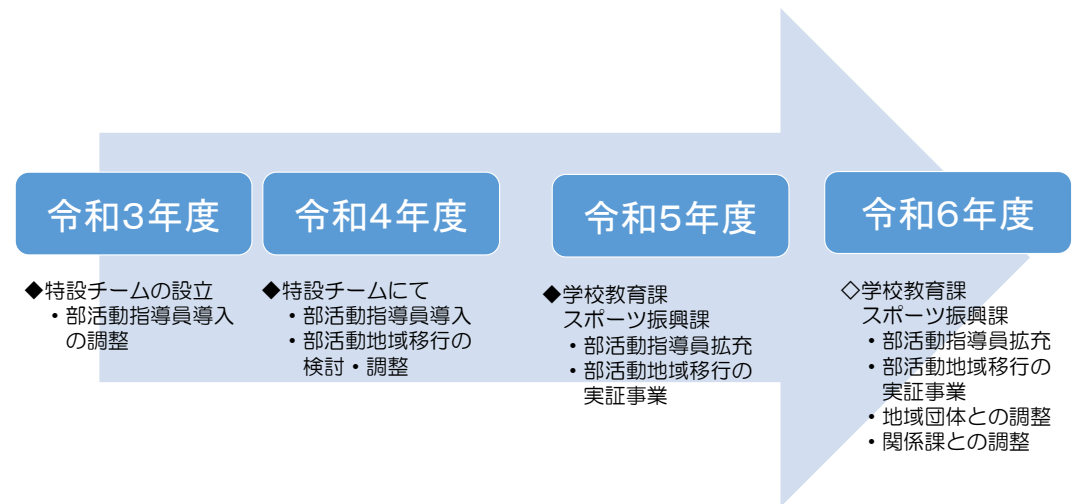 令和3年度
◆特設チームの設立
・部活動指導員導入
の調整
令和4年度
◆特設チームにて
・部活動指導員導入
・部活動地域移行の
検討・調整
令和5年度
◆学校教育課
スポーツ振興課
・部活動指導員拡充
・部活動地域移行の
実証事業
令和6年度
◇学校教育課
スポーツ振興課
・部活動指導員拡充
・部活動地域移行の
実証事業
・地域団体との調整
・関係課との調整